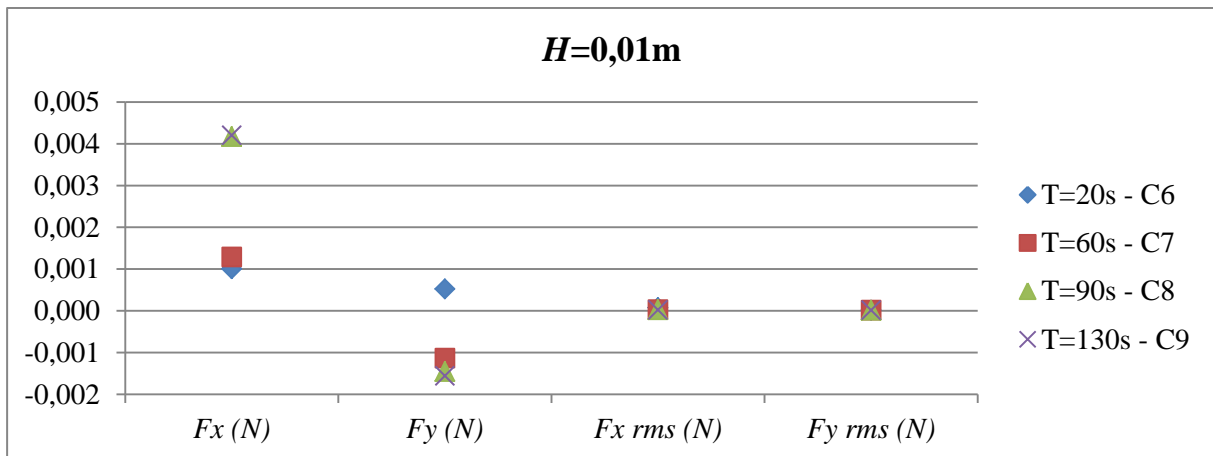 H=0,01m
0,005
0,004
0,003
0,002
0,001
0,000
-0,001
-0,002
Fx (N) Fy (N) Fx rms (N) Fy rms (N)
T=20s - C6
T=60s - C7
T=90s - C8
T=130s - C9